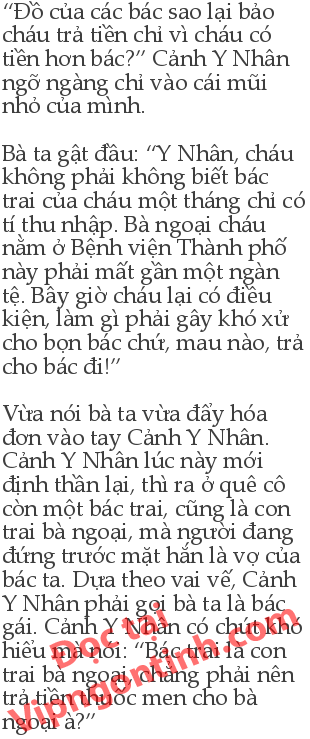 “Đồ của các bác sao lại bảo
cháu trả tiền chỉ vì cháu có
tiền hơn bác?” Cảnh Y Nhân
ngỡ ngàng chỉ vào cái mũi
nhỏ của mình.
Bà ta gật đầu: “Y Nhân, cháu
không phải không biết bác
trai của cháu một tháng chỉ có
tí thu nhập. Bà ngoại cháu
nằm ở Bệnh viện Thành phố
này phải mất gần một ngàn
tệ. Bây giờ cháu lại có điều
kiện, làm gì phải gây khó xử
cho bọn bác chứ, mau nào, trả
cho bác đi!”
Vừa nói bà ta vừa đẩy hóa
đơn vào tay Cảnh Y Nhân.
Cảnh Y Nhân lúc này mới
định thần lại, thì ra ở quê cô
còn một bác trai, cũng là con
trai bà ngoại, mà người đang
đứng trước mặt hắn là vợ của
bác ta. Dựa theo vai vế, Cảnh
Y Nhân phải gọi bà ta là bác
gái. Cảnh Y Nhân có chút khó
hiểu mà nói: “Bác trai là con
trai bà ngoại, chẳng phải nên
trả tiền thuốc men cho bà
ngoại à?”
Đọc tại
Vipngontinh.com